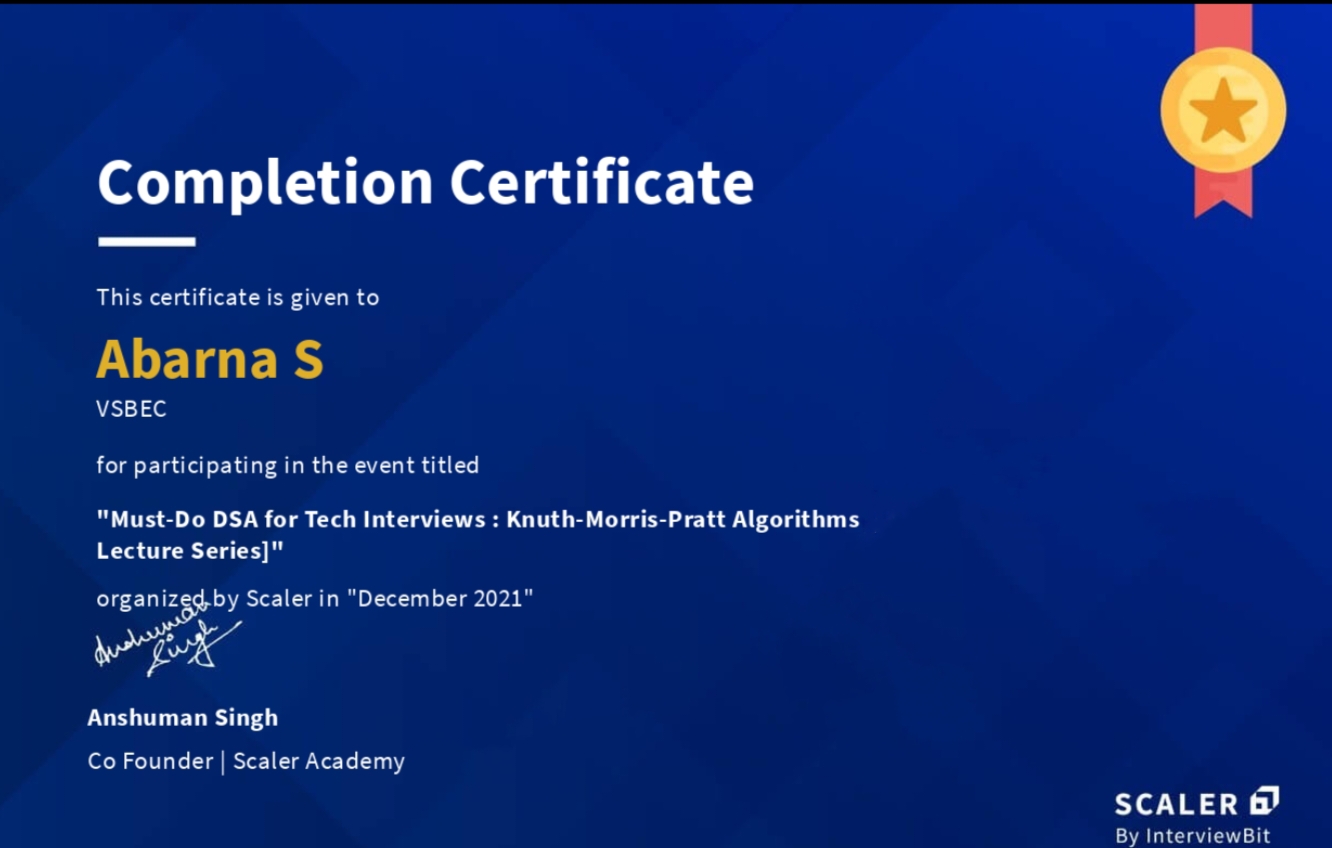 Completion Certificate
This certificate is given to
Abarna S
VSBEC
for participating in the event titled
"Must-Do DSA for Tech Interviews : Knuth-Morris-Pratt Algorithms
Lecture Series]"
organized by Scaler in "December 2021"
Anshuman
Singh
Anshuman Singh
Co Founder | Scaler Academy
SCALER
By InterviewBit